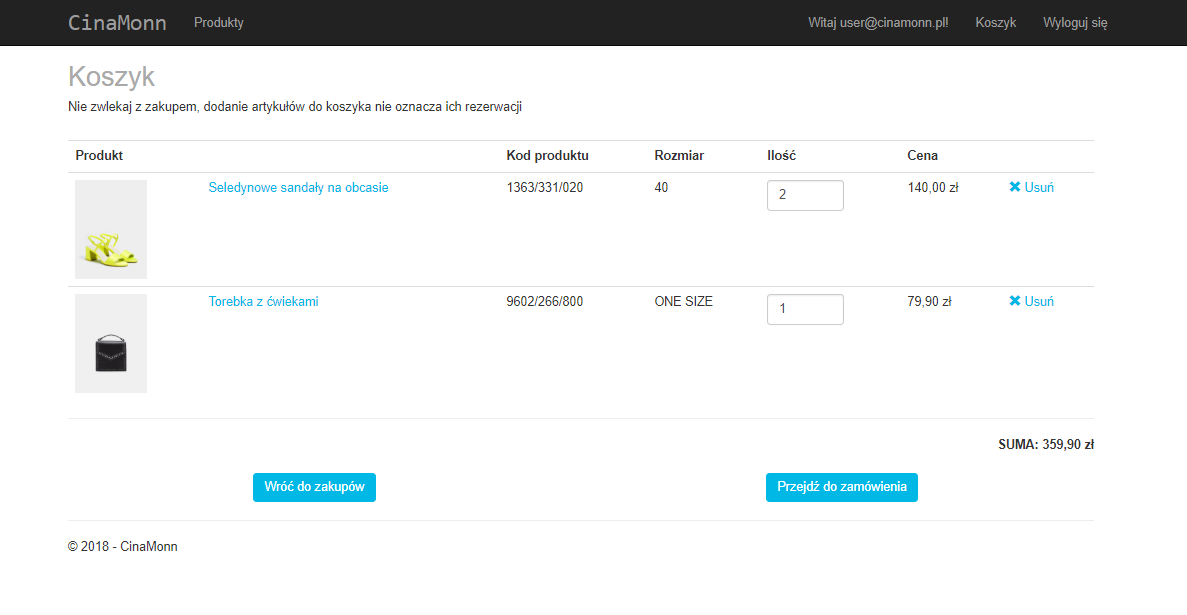 CinaMonn Produkty Witaj user@cinamonn.pl! Koszyk Wyloguj się
Koszyk
Nie zwlekaj z zakupem, dodanie artykułów do koszyka nie oznacza ich rezerwacji
Produkt Kod produktu Rozmiar Ilość Cena
Seledynowe sandały na obcasie 1363/331/020 40 2 140,00 zł ✖ Usuń
Torebka z ćwiekami 9602/266/800 ONE SIZE 1 79,90 zł ✖ Usuń
SUMA: 359,90 zł
Wróć do zakupów Przejdź do zamówienia
© 2018 - CinaMonn